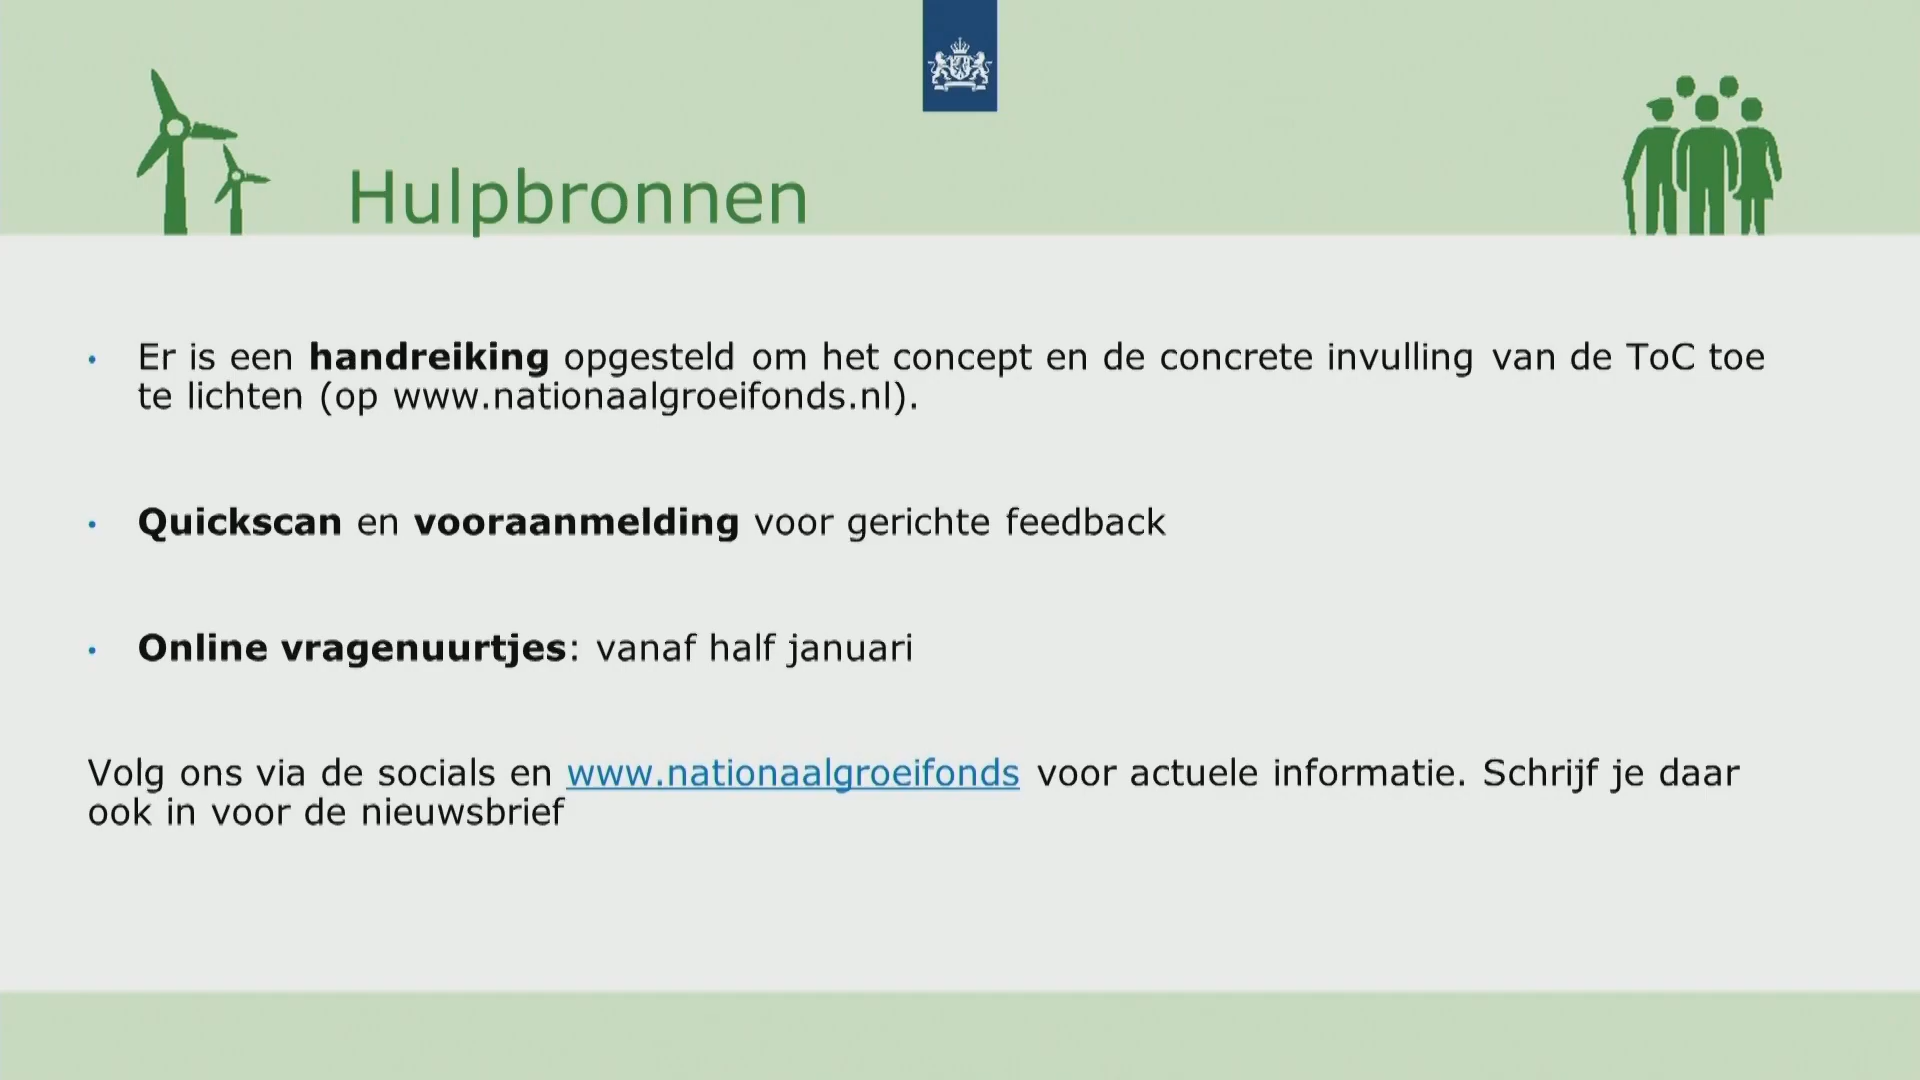 Hulpbronnen
• Er is een handreiking opgesteld om het concept en de concrete invulling van de ToC toe
te lichten (op www.nationaalgroeifonds.nl).
• Quickscan en vooraanmelding voor gerichte feedback
• Online vragenuurtjes: vanaf half januari
Volg ons via de socials en www.nationaalgroeifonds voor actuele informatie. Schrijf je daar
ook in voor de nieuwsbrief